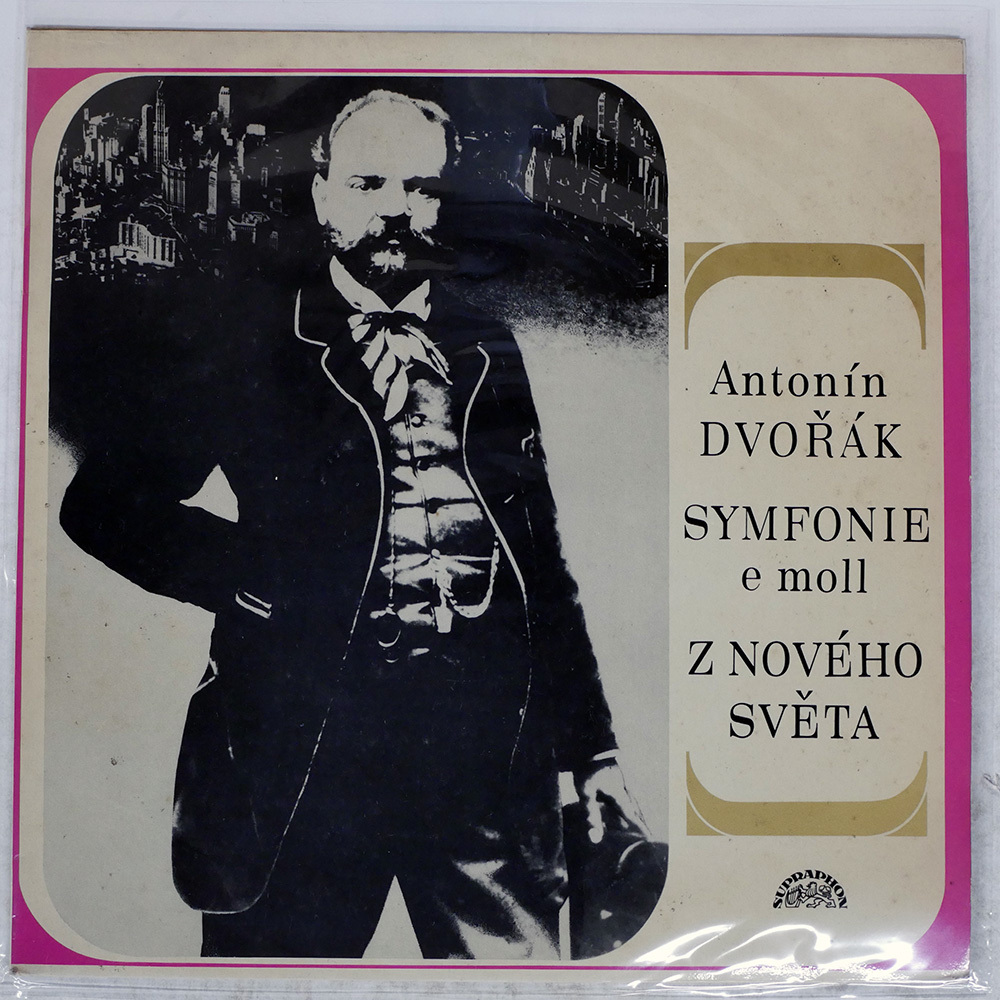 Antonín
DVOŘÁK
SYMFONIE
e moll
Z NOVÉHO
SVĚTA
SUPRAPHON